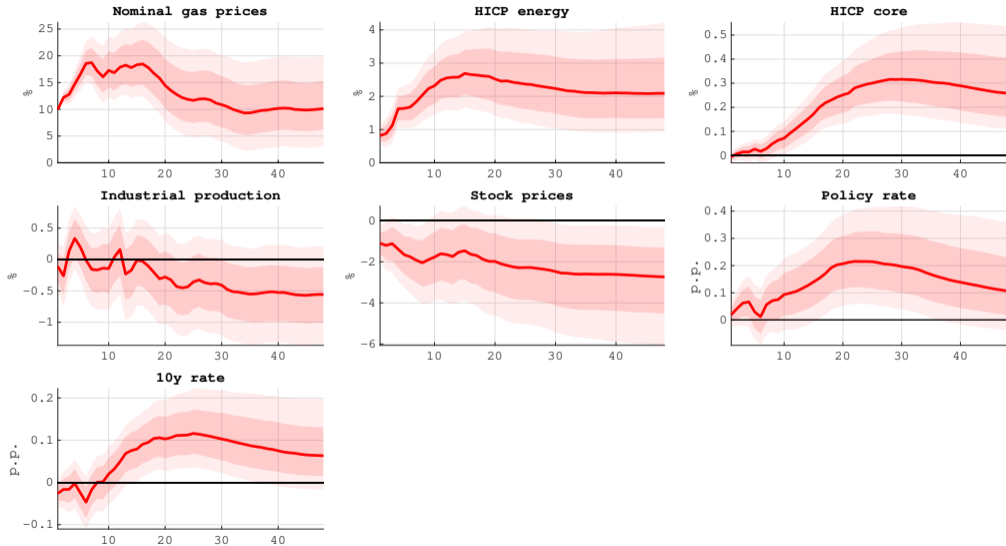 Nominal gas prices
25
20
15
10
5
0
%
10 20 30 40
HICP energy
4
3
2
1
0
%
10 20 30 40
HICP core
0.5
0.4
0.3
0.2
0.1
0
%
10 20 30 40
Industrial production
0.5
0
-0.5
-1
%
10 20 30 40
Stock prices
0
-2
-4
-6
%
10 20 30 40
Policy rate
0.4
0.3
0.2
0.1
0
p.p.
10 20 30 40
10y rate
0.2
0.1
0
-0.1
p.p.
10 20 30 40